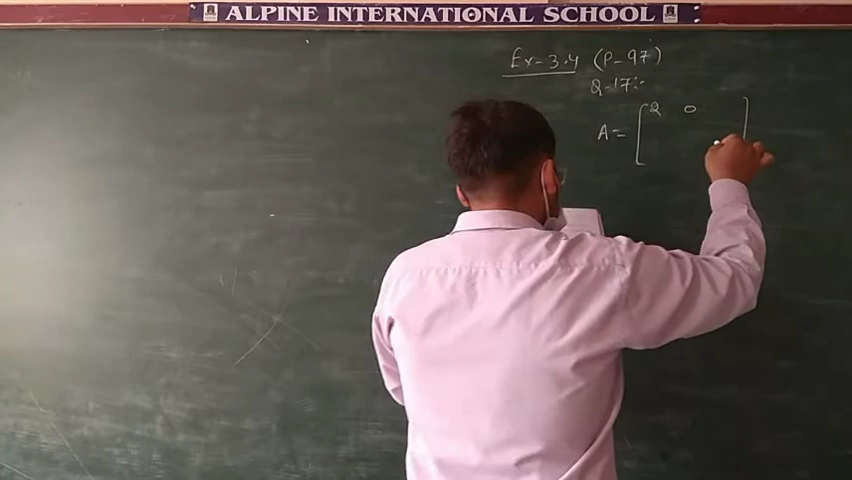 ALPINE INTERNATIONAL SCHOOL
Ex-3.4 (P-97)
Q-17:-
A = [2 0 ]